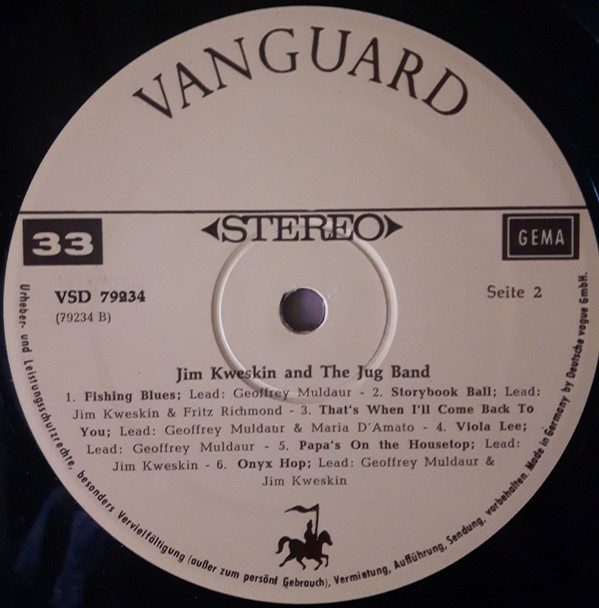 VANGUARD
33
STEREO
GEMA
VSD 79234
(79234 B)
Seite 2
Jim Kweskin and The Jug Band
1. Fishing Blues; Lead: Geoffrey Muldaur - 2. Storybook Ball; Lead:
Jim Kweskin & Fritz Richmond - 3. That's When I'll Come Back To
You; Lead: Geoffrey Muldaur & Maria D'Amato - 4. Viola Lee;
Lead: Geoffrey Muldaur - 5. Papa's On the Housetop; Lead:
Jim Kweskin - 6. Onyx Hop; Lead: Geoffrey Muldaur &
Jim Kweskin
Urheber- und Leistungsschutzrechte, besonders Vervielfältigung (außer zum persönl Gebrauch), Vermietung, Aufführung, Sendung, vorbehalten. Made in Germany by Deutsche vogue GmbH.